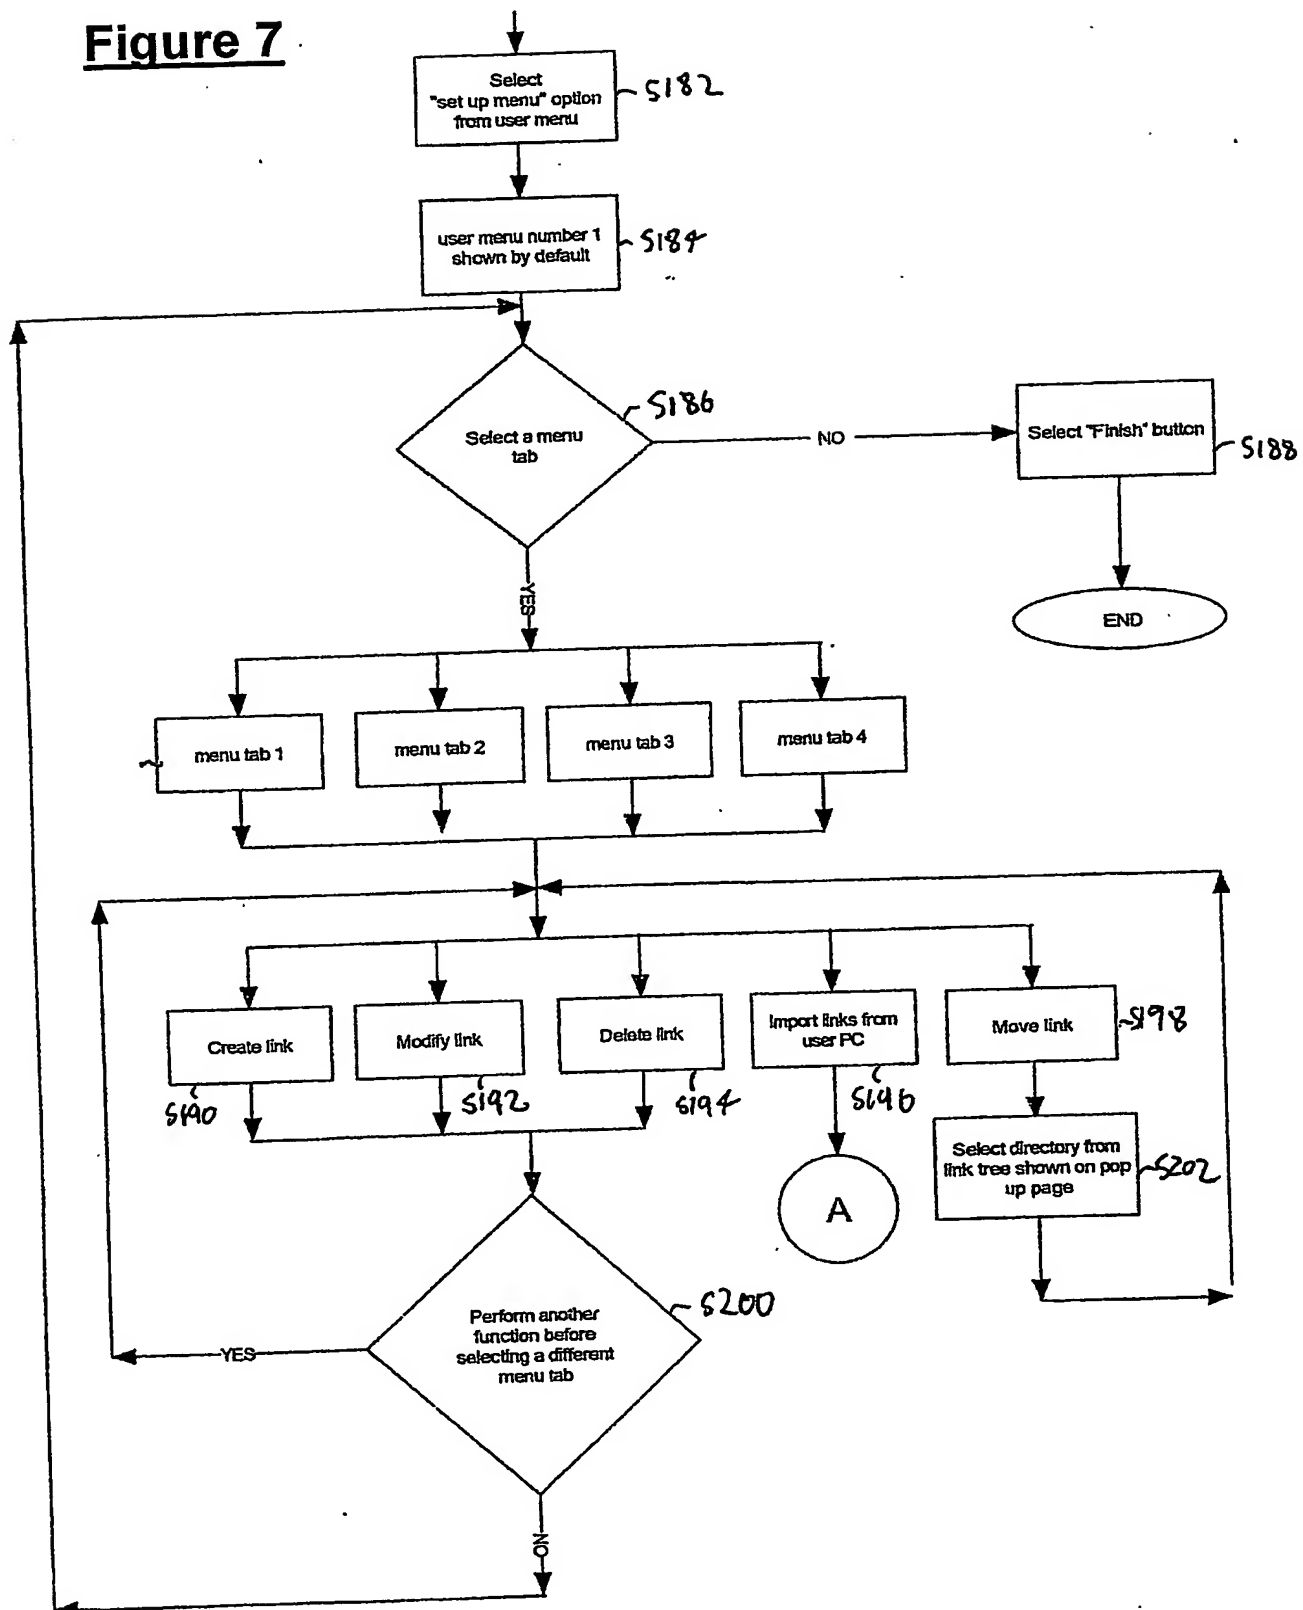 Figure 7
Select
"set up menu" option
from user menu
S182
user menu number 1
shown by default
S184
Select a menu
tab
S186
NO
Select "Finish" button
S188
YES
END
menu tab 1
menu tab 2
menu tab 3
menu tab 4
Create link
S190
Modify link
S192
Delete link
S194
Import links from
user PC
S196
Move link
S198
A
Select directory from
link tree shown on pop
up page
S202
Perform another
function before
selecting a different
menu tab
S200
YES
NO